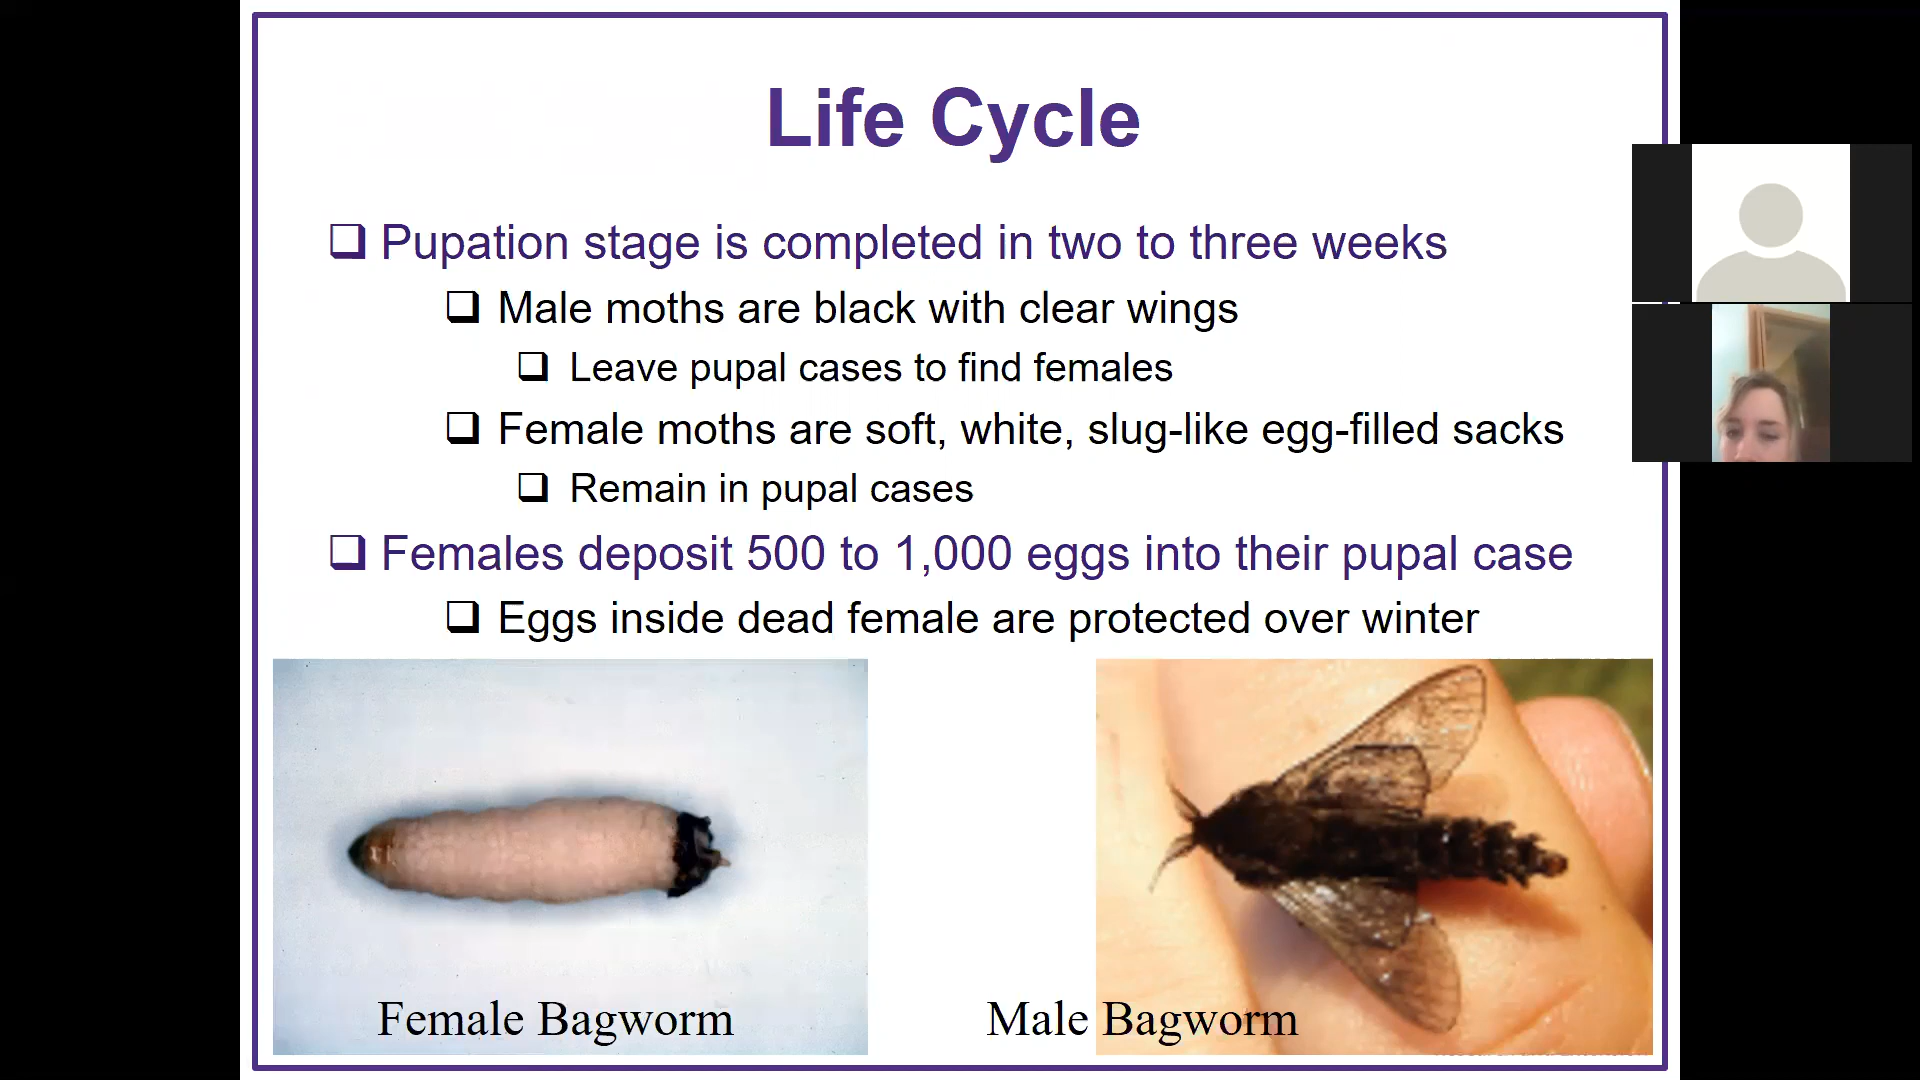 Life Cycle
Pupation stage is completed in two to three weeks
Male moths are black with clear wings
Leave pupal cases to find females
Female moths are soft, white, slug-like egg-filled sacks
Remain in pupal cases
Females deposit 500 to 1,000 eggs into their pupal case
Eggs inside dead female are protected over winter
Female Bagworm
Male Bagworm